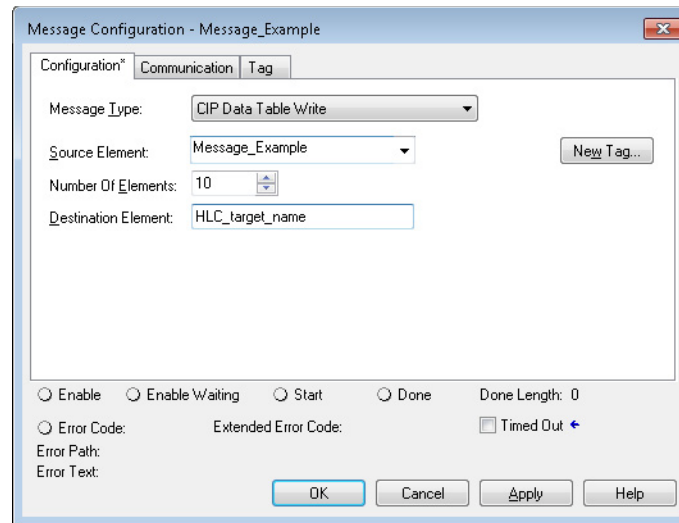 Message Configuration - Message_Example
Configuration* Communication Tag
Message Type: CIP Data Table Write
Source Element: Message_Example New Tag...
Number Of Elements: 10
Destination Element: HLC_target_name
Enable Enable Waiting Start Done Done Length: 0
Error Code: Extended Error Code: Timed Out
Error Path:
Error Text:
OK Cancel Apply Help